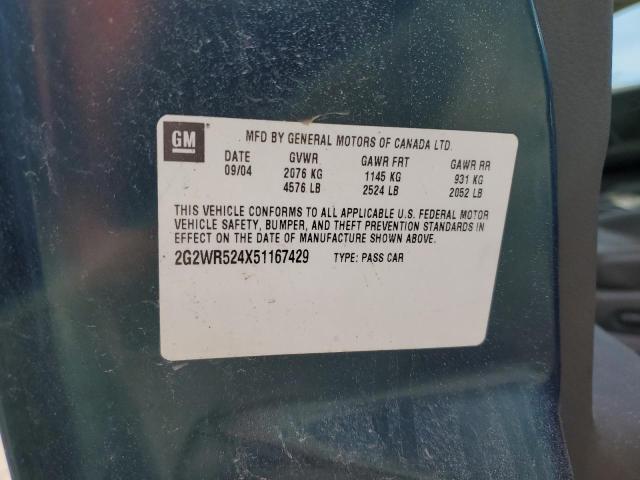 GM
MFD BY GENERAL MOTORS OF CANADA LTD.
DATE GVWR GAWR FRT GAWR RR
09/04 2076 KG 1145 KG 931 KG
4576 LB 2524 LB 2052 LB
THIS VEHICLE CONFORMS TO ALL APPLICABLE U.S. FEDERAL MOTOR
VEHICLE SAFETY, BUMPER, AND THEFT PREVENTION STANDARDS IN
EFFECT ON THE DATE OF MANUFACTURE SHOWN ABOVE.
2G2WR524X51167429 TYPE: PASS CAR